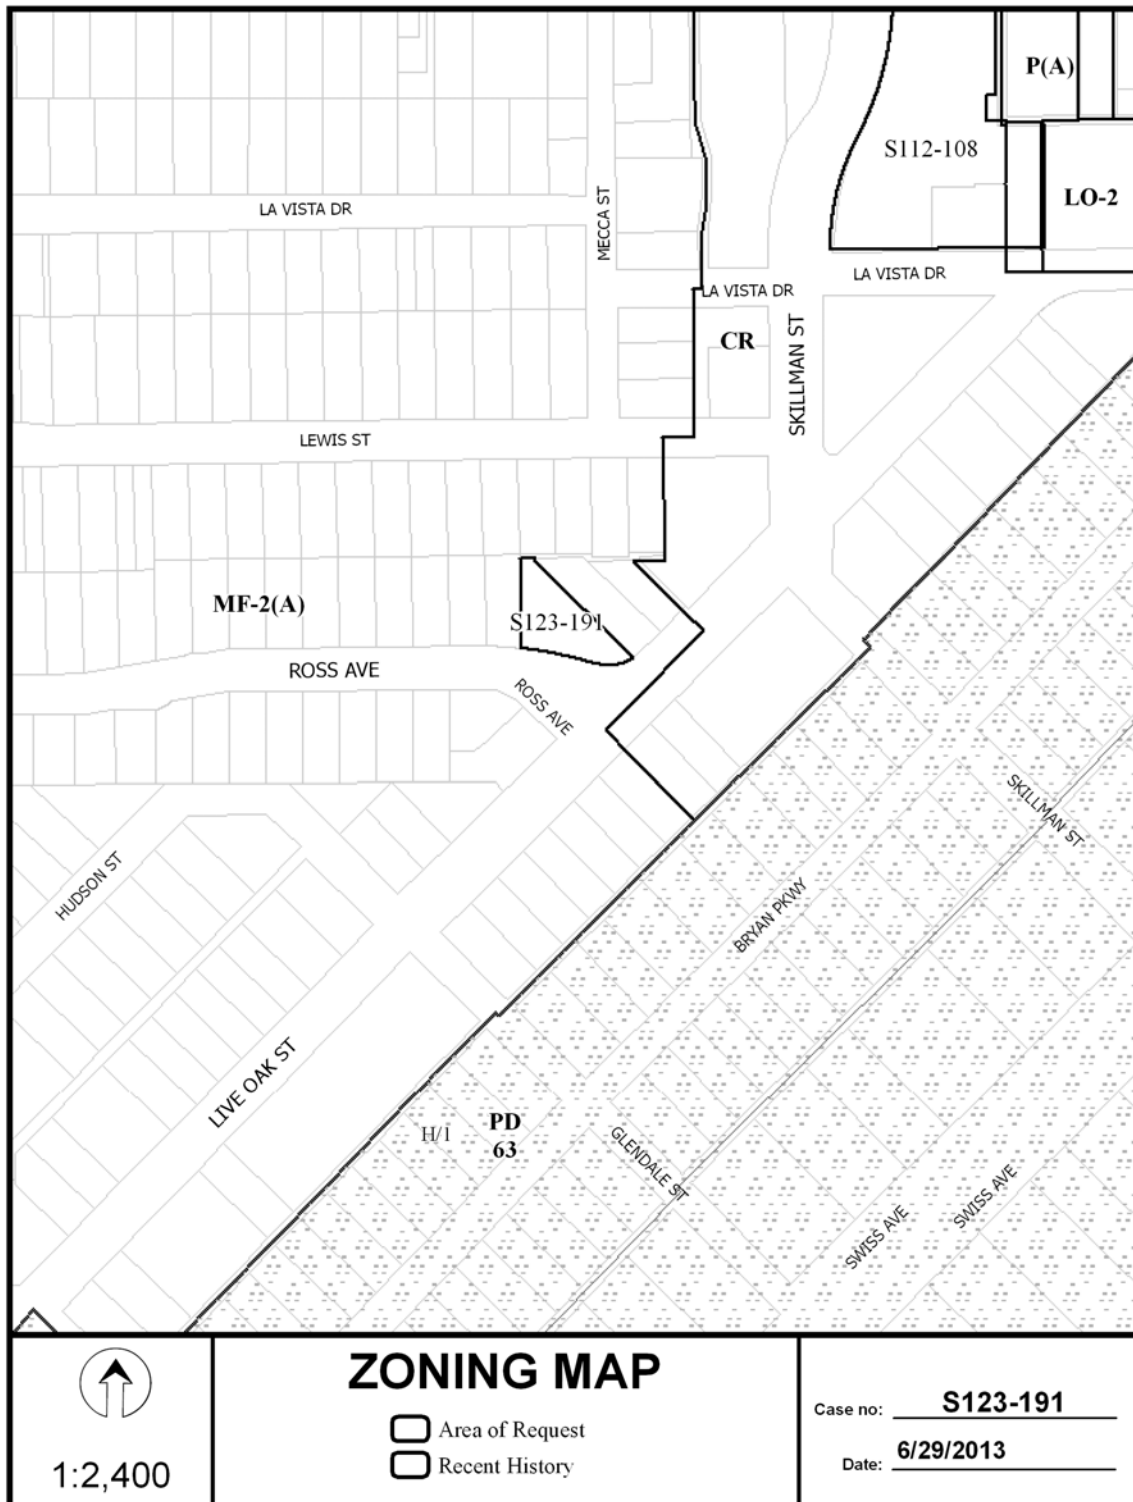 P(A)
S112-108
LO-2
LA VISTA DR
MECCA ST
LA VISTA DR
LA VISTA DR
CR
SKILLMAN ST
LEWIS ST
MF-2(A)
S123-191
ROSS AVE
ROSS AVE
SKILLMAN ST
HUDSON ST
BRYAN PKWY
LIVE OAK ST
H/1
PD
63
GLENDALE ST
SWISS AVE
SWISS AVE
1:2,400
ZONING MAP
Area of Request
Recent History
Case no: S123-191
Date: 6/29/2013